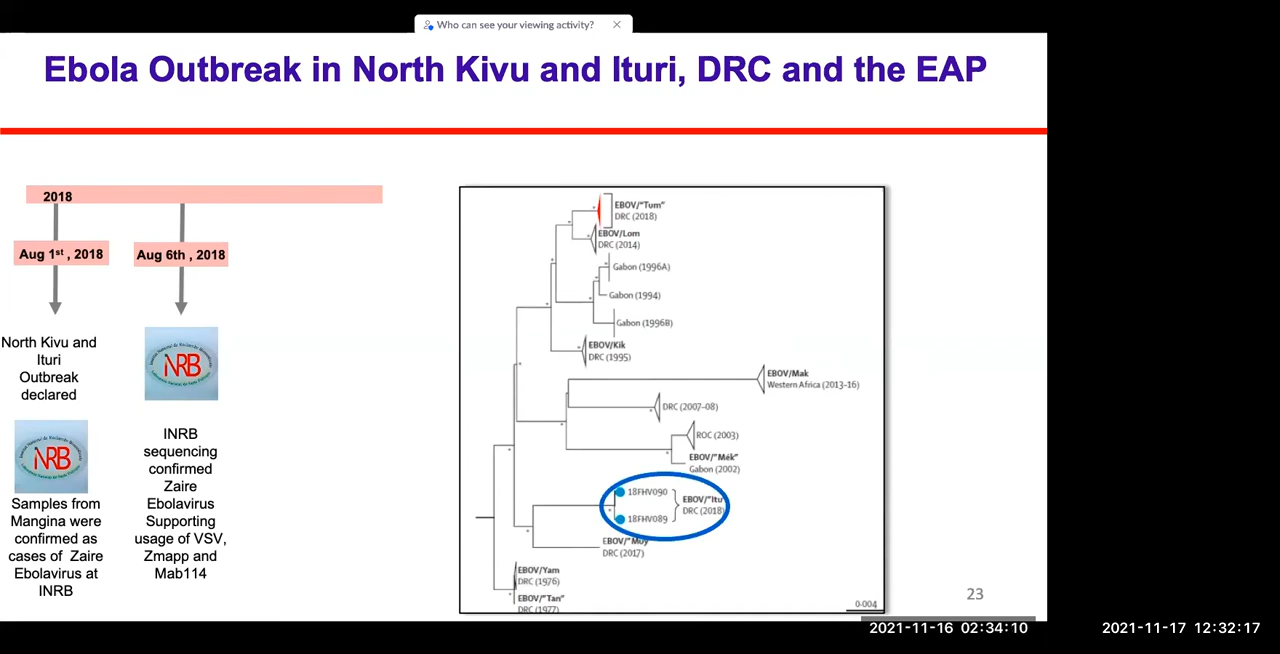 Who can see your viewing activity?
Ebola Outbreak in North Kivu and Ituri, DRC and the EAP
2018
Aug 1st , 2018
Aug 6th , 2018
North Kivu and
Ituri
Outbreak
declared
INRB
INRB
sequencing
confirmed
Zaire
Ebolavirus
Supporting
usage of VSV,
Zmapp and
Mab114
INRB
Samples from
Mangina were
confirmed as
cases of Zaire
Ebolavirus at
INRB
EBOV/"Tum"
DRC (2018)
EBOV/Lom
DRC (2014)
Gabon (1996A)
Gabon (1994)
Gabon (1996B)
EBOV/Kik
DRC (1995)
EBOV/Mak
Western Africa (2013-16)
DRC (2007-08)
ROC (2003)
EBOV/"Mék"
Gabon (2002)
18FHV090
EBOV/"Itu
DRC (2018)
18FHV089
EBOV/"Muy
DRC (2017)
EBOV/Yam
DRC (1976)
EBOV/"Tan"
DRC (1977)
0·004
23
2021-11-16 02:34:10
2021-11-17 12:32:17